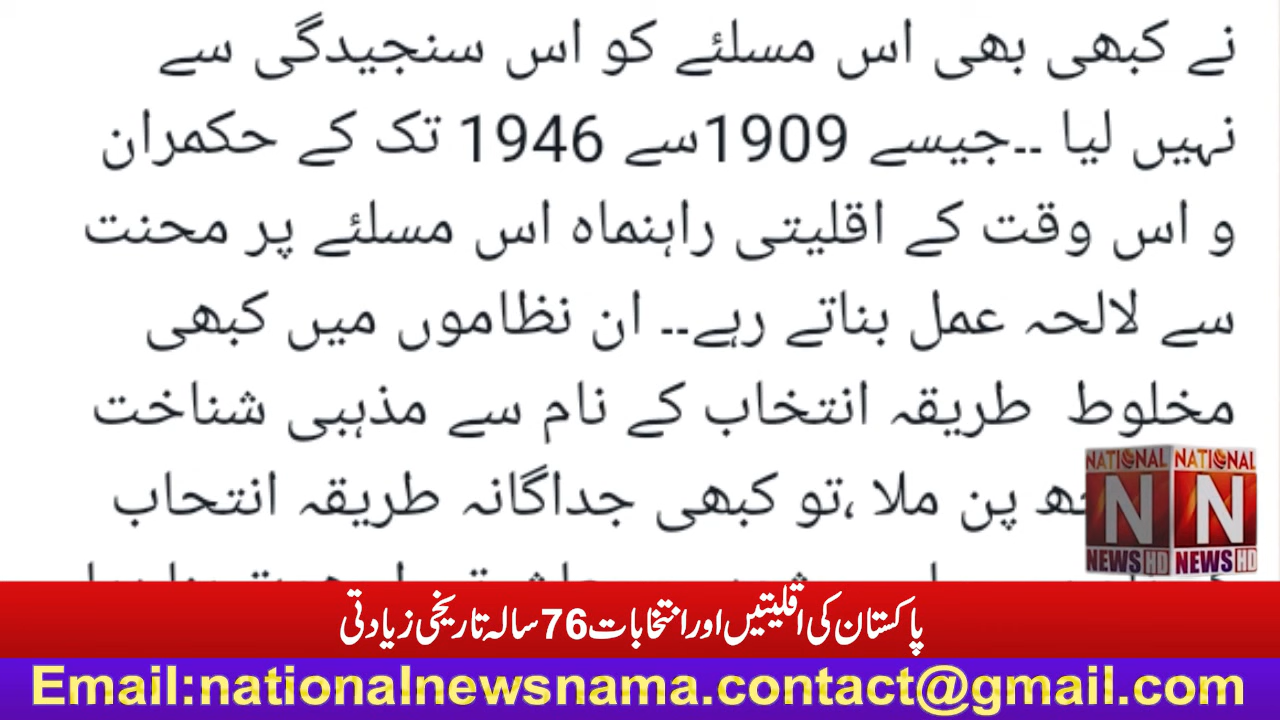 نے کبھی بھی اس مسلئے کو اس سنجیدگی سے
نہیں لیا ۔۔جیسے 1909سے 1946 تک کے حکمران
و اس وقت کے اقلیتی راہنماہ اس مسلئے پر محنت
سے لالحہ عمل بناتے رہے۔۔ ان نظاموں میں کبھی
مخلوط طریقہ انتخاب کے نام سے مذہبی شناخت
پن ملا ،تو کبھی جداگانہ طریقہ انتحاب
NATIONAL NATIONAL
N N
NEWS HD NEWS HD
پاکستان کی اقلیتیں اور انتخابات 76 سالہ تاریخی زیادتی
Email:nationalnewsnama.contact@gmail.com